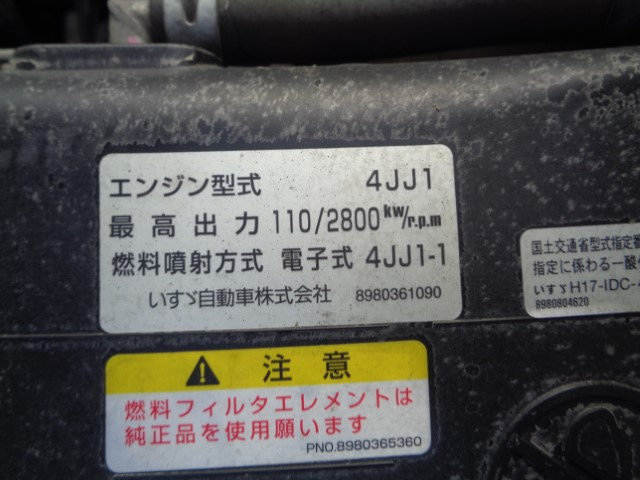 エンジン型式 4JJ1
最高出力 110/2800kw/r.p.m
燃料噴射方式 電子式 4JJ1-1
いすゞ自動車株式会社 8980361090
国土交通省型式指定番
指定に係わる一酸
いすゞH17-IDC-
8980804620
注意
燃料フィルタエレメントは
純正品を使用願います
PNO.8980365360